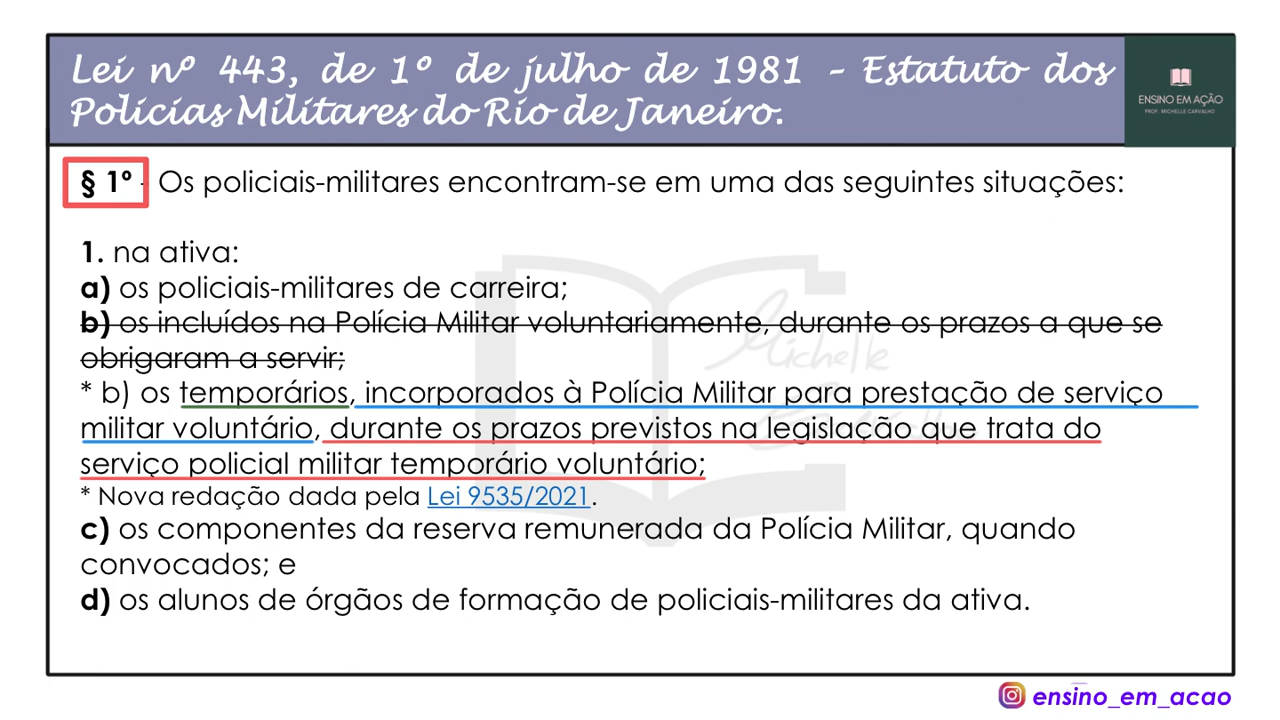 Lei nº 443, de 1º de julho de 1981 – Estatuto dos
Policias Militares do Rio de Janeiro.
ENSINO EM AÇÃO
PROF. MICHELLE CARVALHO
§ 1º - Os policiais-militares encontram-se em uma das seguintes situações:
1. na ativa:
a) os policiais-militares de carreira;
b) os incluídos na Polícia Militar voluntariamente, durante os prazos a que se
obrigaram a servir;
* b) os temporários, incorporados à Polícia Militar para prestação de serviço
militar voluntário, durante os prazos previstos na legislação que trata do
serviço policial militar temporário voluntário;
* Nova redação dada pela Lei 9535/2021.
c) os componentes da reserva remunerada da Polícia Militar, quando
convocados; e
d) os alunos de órgãos de formação de policiais-militares da ativa.
Michelle
ensino_em_acao